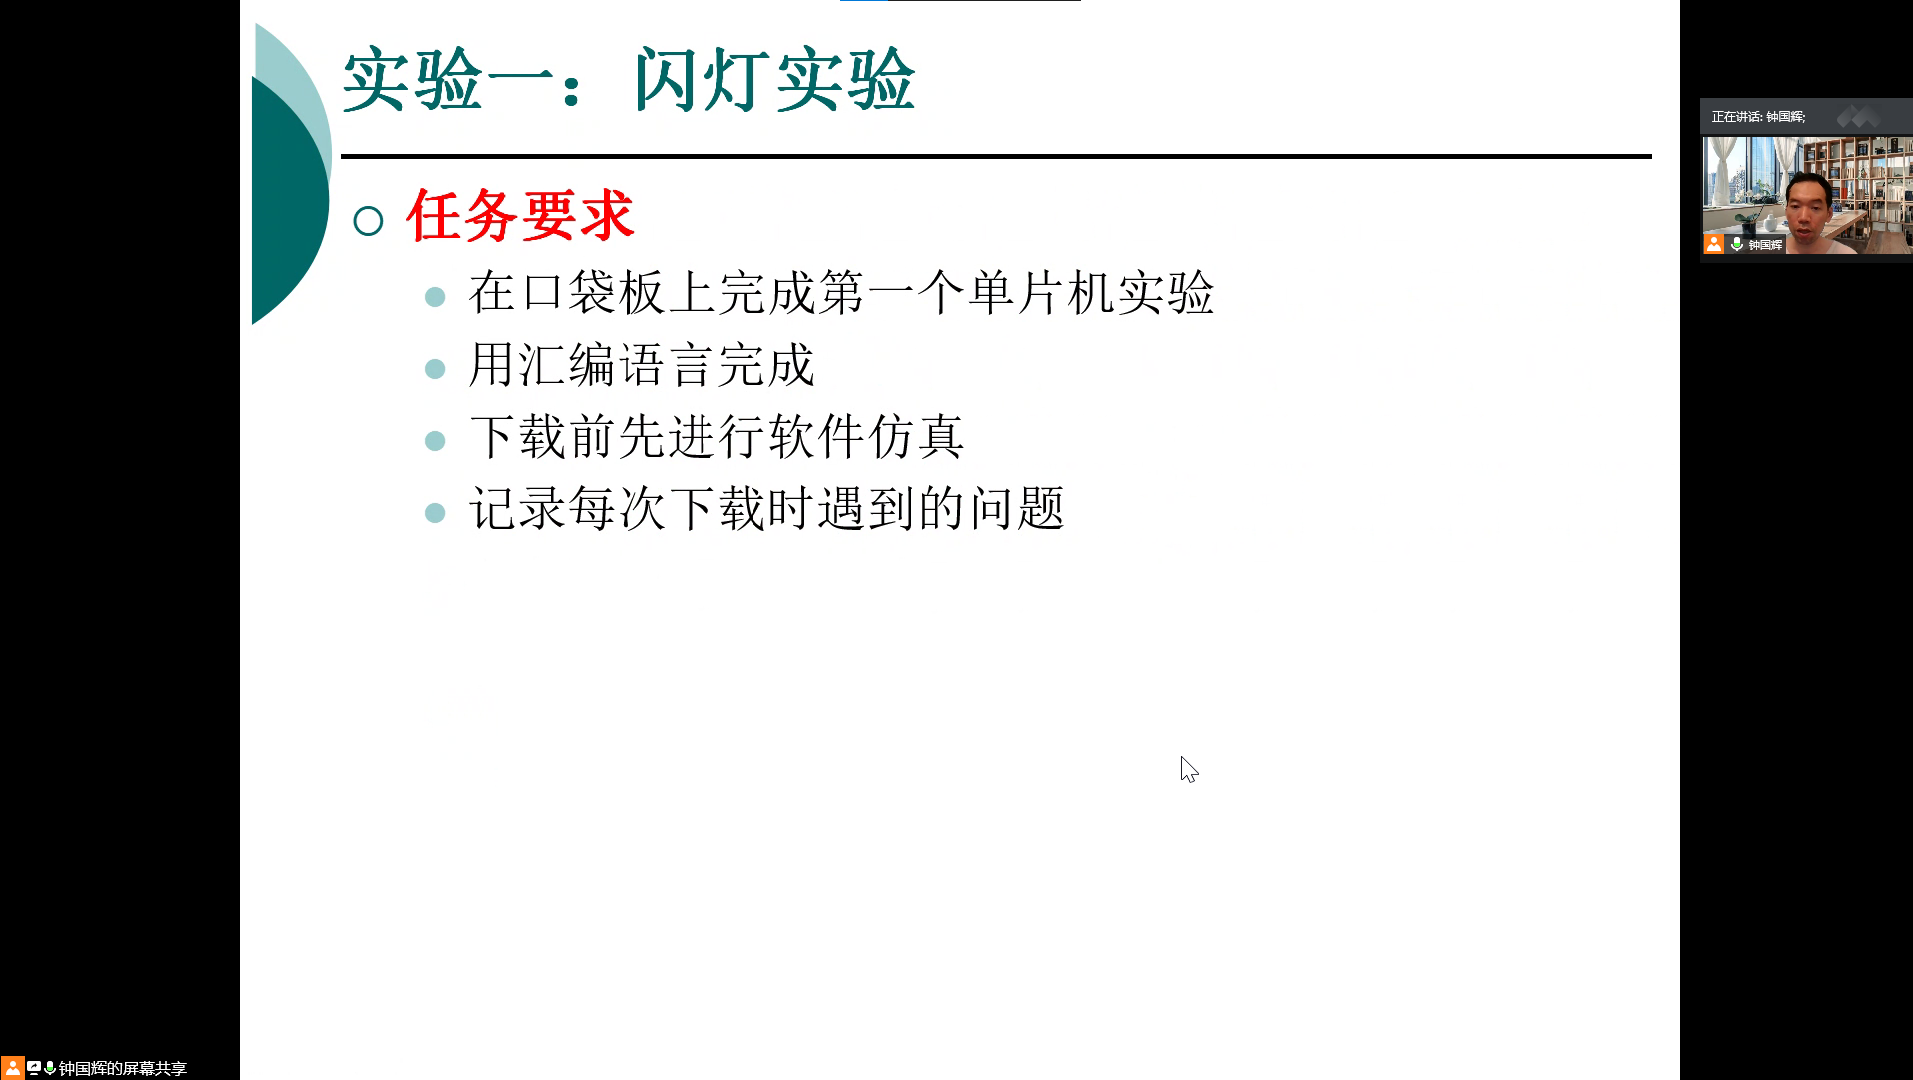 实验一：闪灯实验
任务要求
在口袋板上完成第一个单片机实验
用汇编语言完成
下载前先进行软件仿真
记录每次下载时遇到的问题
正在讲话: 钟国辉;
钟国辉
钟国辉的屏幕共享